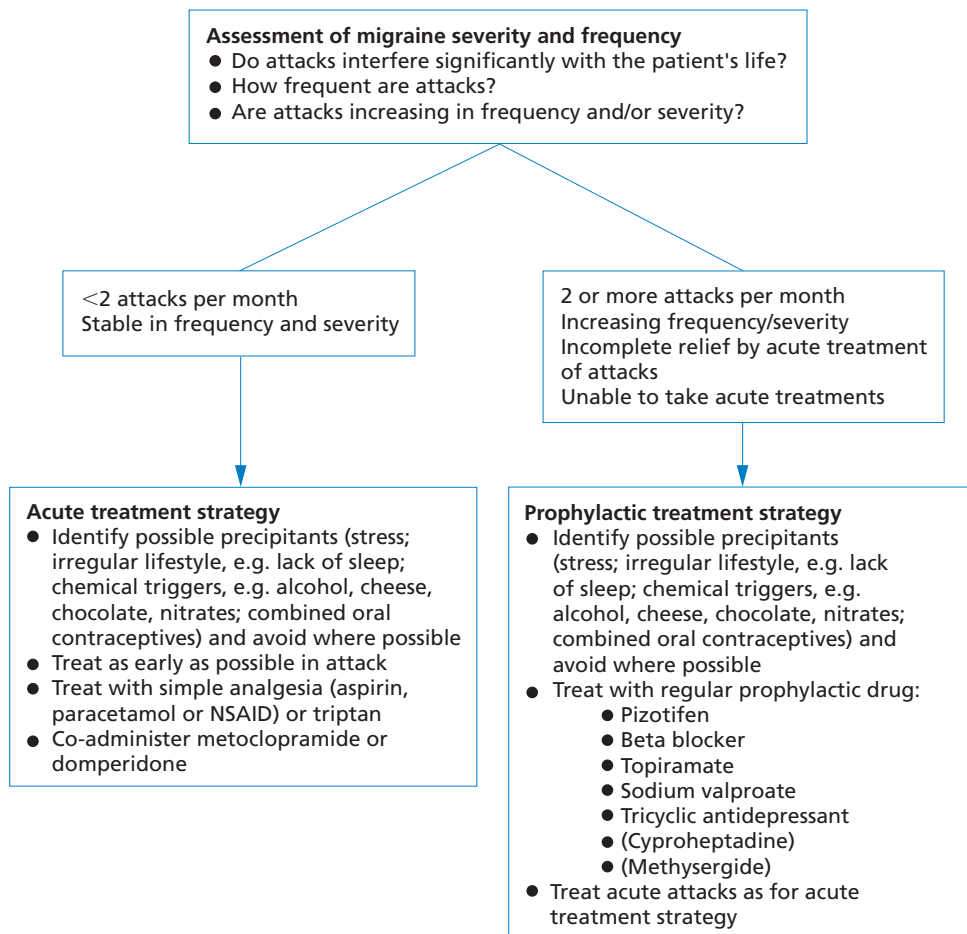 Assessment of migraine severity and frequency
● Do attacks interfere significantly with the patient's life?
● How frequent are attacks?
● Are attacks increasing in frequency and/or severity?
<2 attacks per month
Stable in frequency and severity
2 or more attacks per month
Increasing frequency/severity
Incomplete relief by acute treatment
of attacks
Unable to take acute treatments
Acute treatment strategy
● Identify possible precipitants (stress;
irregular lifestyle, e.g. lack of sleep;
chemical triggers, e.g. alcohol, cheese,
chocolate, nitrates; combined oral
contraceptives) and avoid where possible
● Treat as early as possible in attack
● Treat with simple analgesia (aspirin,
paracetamol or NSAID) or triptan
● Co-administer metoclopramide or
domperidone
Prophylactic treatment strategy
● Identify possible precipitants
(stress; irregular lifestyle, e.g. lack
of sleep; chemical triggers, e.g.
alcohol, cheese, chocolate, nitrates;
combined oral contraceptives) and
avoid where possible
● Treat with regular prophylactic drug:
● Pizotifen
● Beta blocker
● Topiramate
● Sodium valproate
● Tricyclic antidepressant
● (Cyproheptadine)
● (Methysergide)
● Treat acute attacks as for acute
treatment strategy